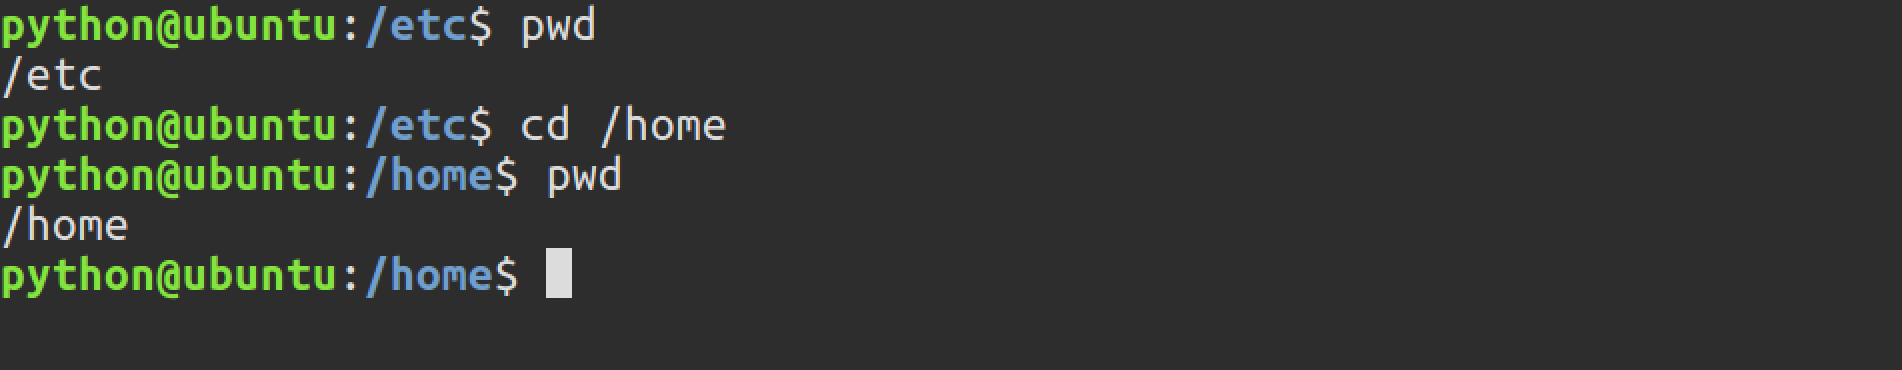 python@ubuntu:/etc$ pwd
/etc
python@ubuntu:/etc$ cd /home
python@ubuntu:/home$ pwd
/home
python@ubuntu:/home$